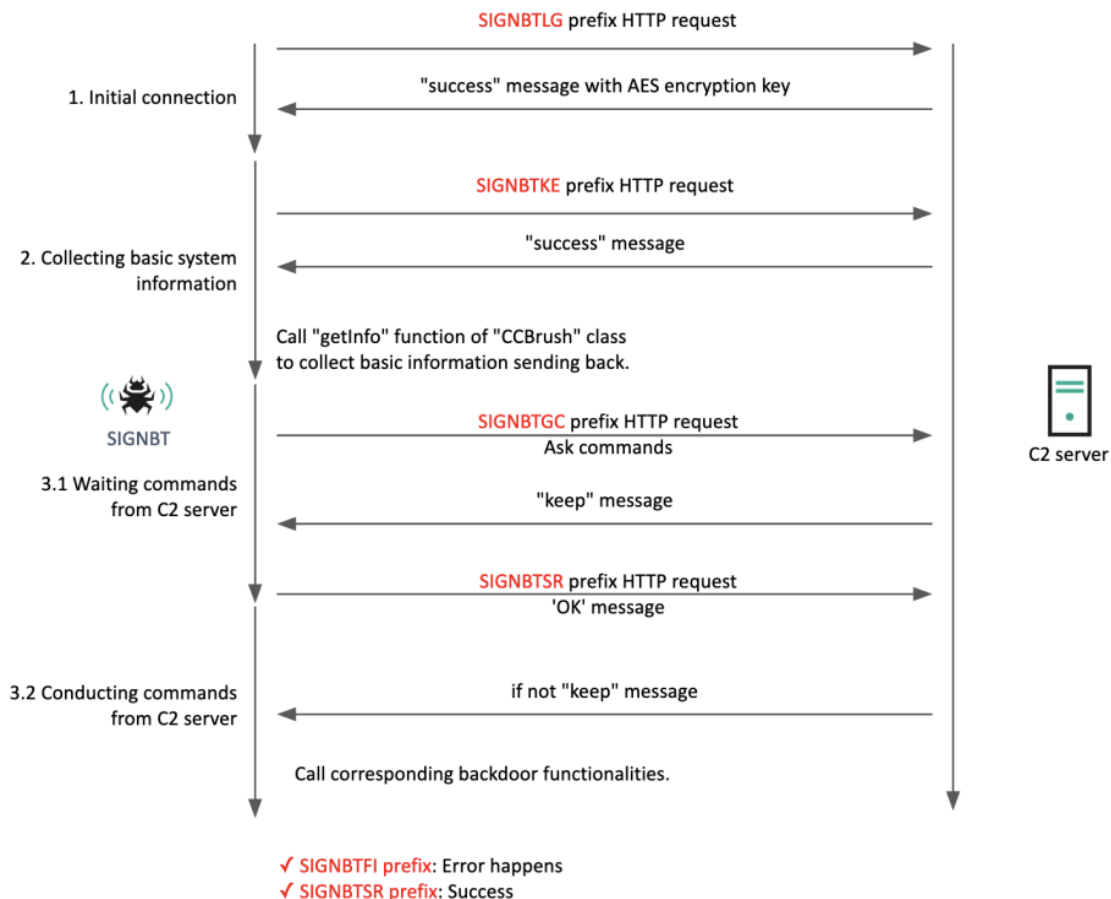 SIGNBTLG prefix HTTP request
"success" message with AES encryption key
1. Initial connection
SIGNBTKE prefix HTTP request
"success" message
2. Collecting basic system
information
Call "getInfo" function of "CCBrush" class
to collect basic information sending back.
SIGNBT
SIGNBTGC prefix HTTP request
Ask commands
C2 server
3.1 Waiting commands
from C2 server
"keep" message
SIGNBTSR prefix HTTP request
'OK' message
3.2 Conducting commands
from C2 server
if not "keep" message
Call corresponding backdoor functionalities.
✓ SIGNBTFI prefix: Error happens
✓ SIGNBTSR prefix: Success